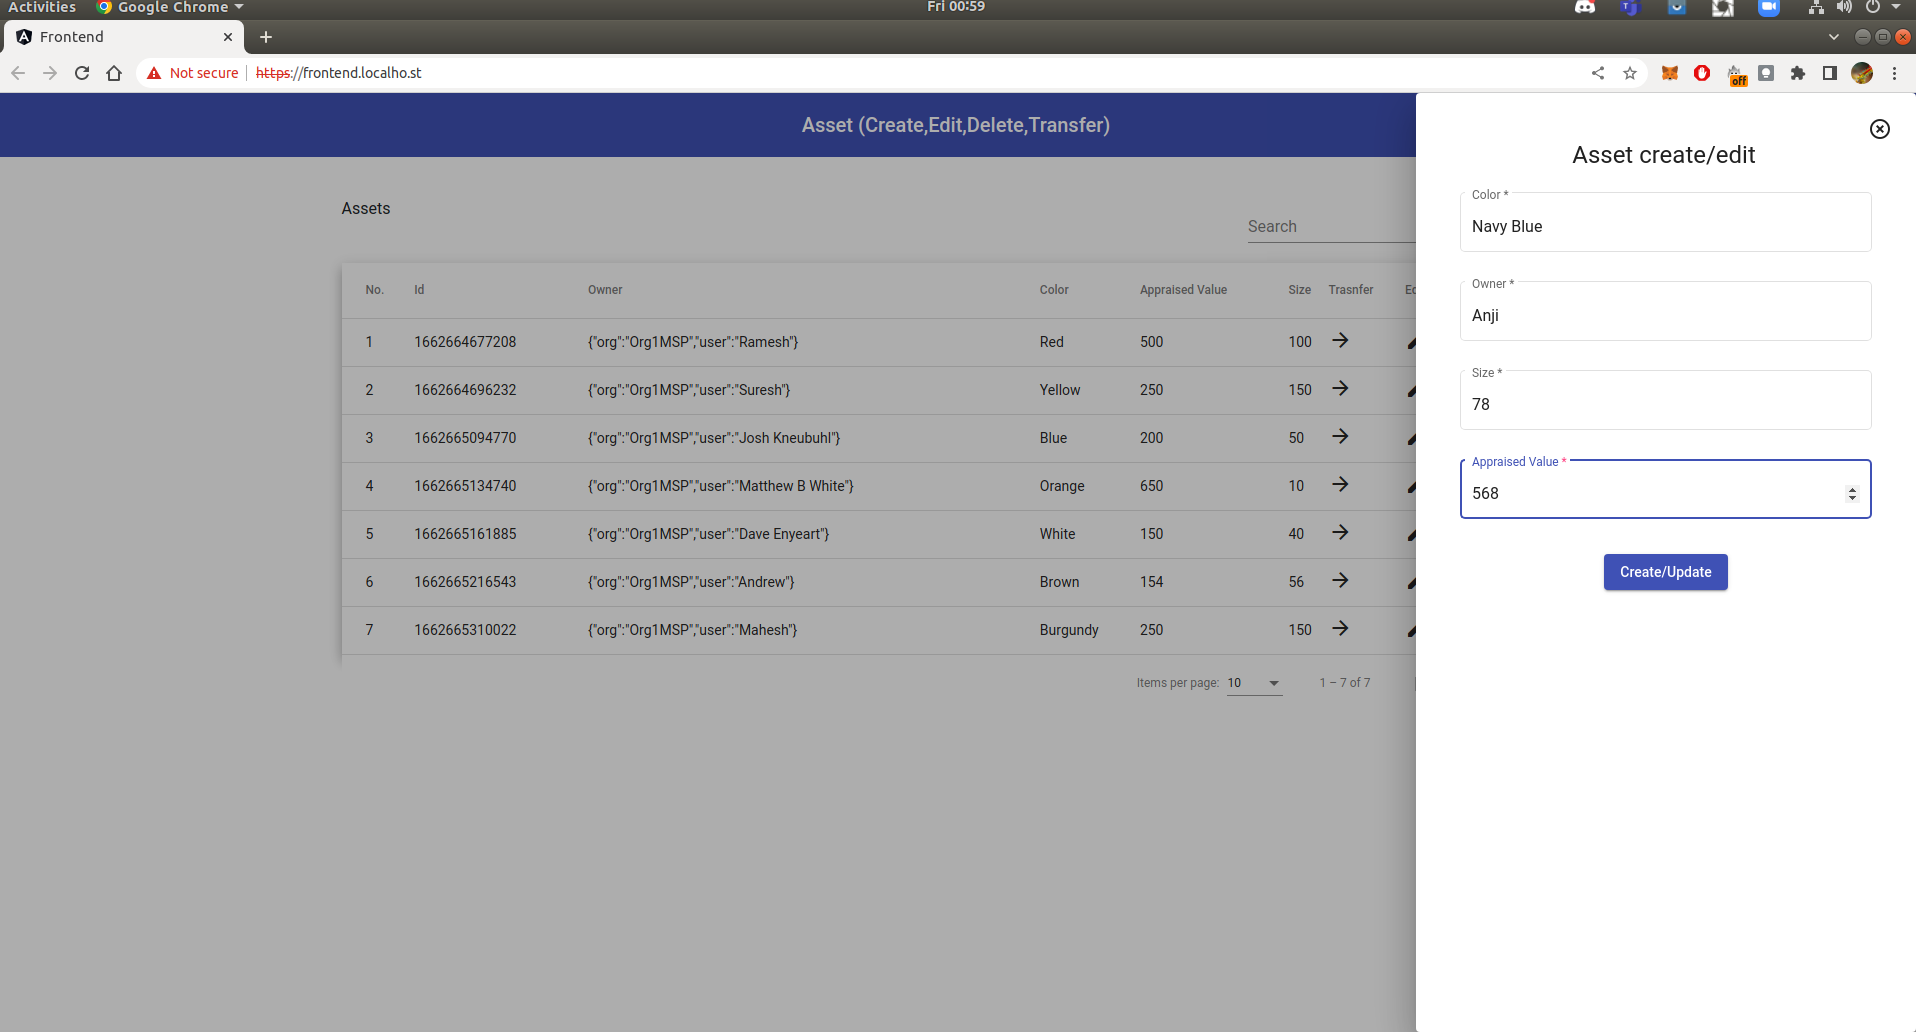 Activities Google Chrome Fri 00:59
Frontend
Not secure https://frontend.localho.st off
Asset (Create,Edit,Delete,Transfer)
Assets
Search
No. Id Owner Color Appraised Value Size Trasnfer
1 1662664677208 {"org":"Org1MSP","user":"Ramesh"} Red 500 100
2 1662664696232 {"org":"Org1MSP","user":"Suresh"} Yellow 250 150
3 1662665094770 {"org":"Org1MSP","user":"Josh Kneubuhl"} Blue 200 50
4 1662665134740 {"org":"Org1MSP","user":"Matthew B White"} Orange 650 10
5 1662665161885 {"org":"Org1MSP","user":"Dave Enyeart"} White 150 40
6 1662665216543 {"org":"Org1MSP","user":"Andrew"} Brown 154 56
7 1662665310022 {"org":"Org1MSP","user":"Mahesh"} Burgundy 250 150
Items per page: 10 1 – 7 of 7
Asset create/edit
Color *
Navy Blue
Owner *
Anji
Size *
78
Appraised Value *
568
Create/Update